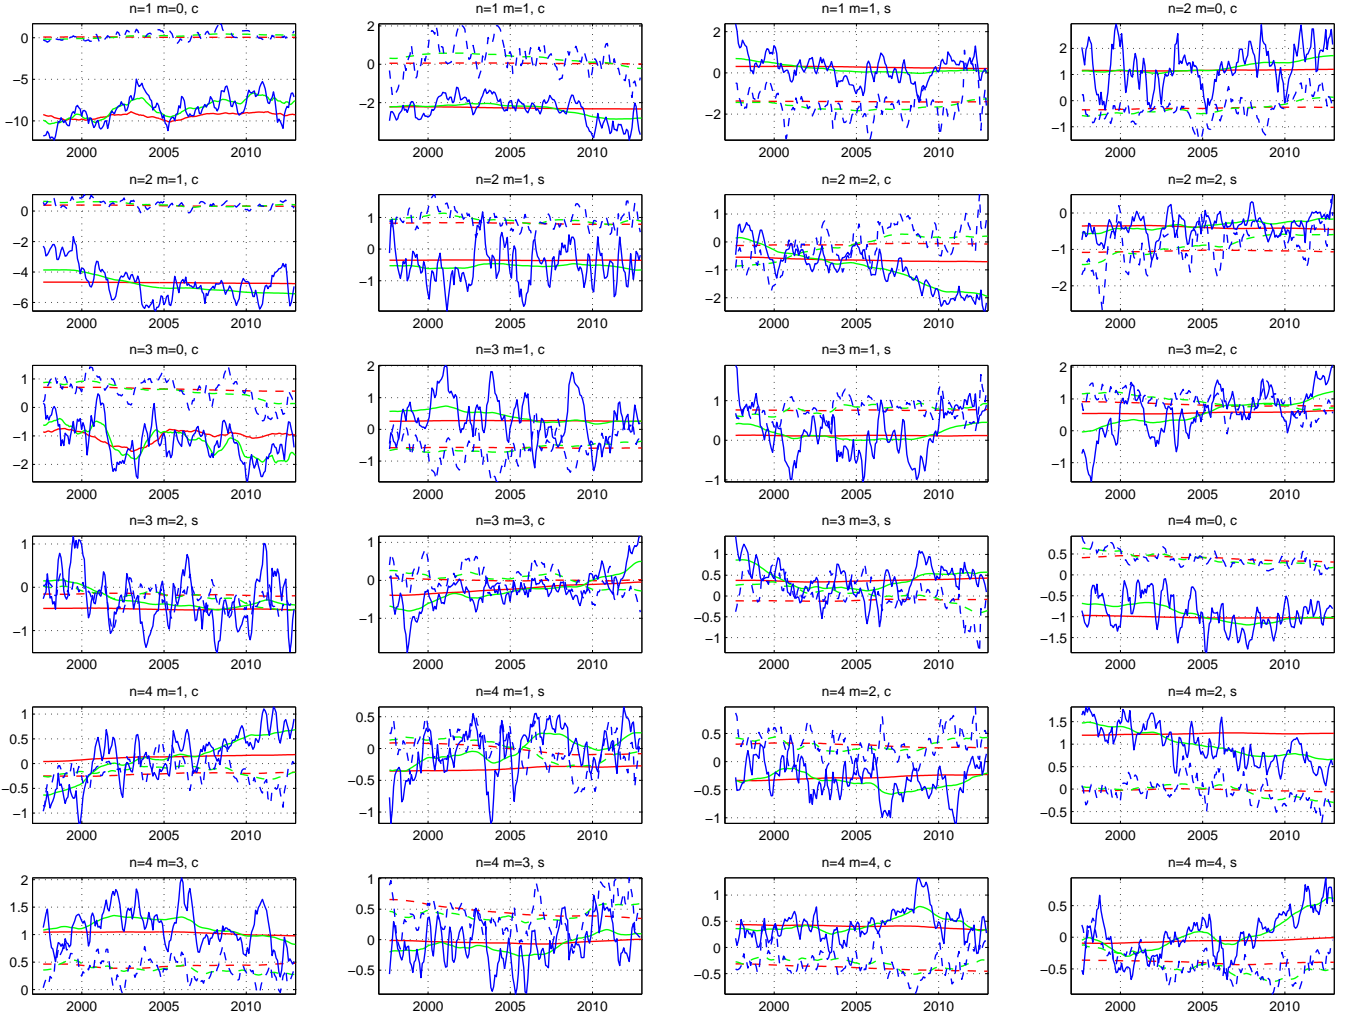 n=1 m=0, c
n=1 m=1, c
n=1 m=1, s
n=2 m=0, c
0
−5
−10
2000 2005 2010
2
0
−2
2000 2005 2010
2
0
−2
2000 2005 2010
2
1
0
−1
2000 2005 2010
n=2 m=1, c
n=2 m=1, s
n=2 m=2, c
n=2 m=2, s
0
−2
−4
−6
2000 2005 2010
1
0
−1
2000 2005 2010
1
0
−1
−2
2000 2005 2010
0
−1
−2
2000 2005 2010
n=3 m=0, c
n=3 m=1, c
n=3 m=1, s
n=3 m=2, c
1
0
−1
−2
2000 2005 2010
2
1
0
−1
2000 2005 2010
1
0
−1
2000 2005 2010
2
1
0
−1
2000 2005 2010
n=3 m=2, s
n=3 m=3, c
n=3 m=3, s
n=4 m=0, c
1
0
−1
2000 2005 2010
1
0
−1
2000 2005 2010
1
0.5
0
−0.5
−1
2000 2005 2010
0.5
0
−0.5
−1
−1.5
2000 2005 2010
n=4 m=1, c
n=4 m=1, s
n=4 m=2, c
n=4 m=2, s
1
0.5
0
−0.5
−1
2000 2005 2010
0.5
0
−0.5
−1
2000 2005 2010
0.5
0
−0.5
−1
2000 2005 2010
1.5
1
0.5
0
−0.5
2000 2005 2010
n=4 m=3, c
n=4 m=3, s
n=4 m=4, c
n=4 m=4, s
2
1.5
1
0.5
0
2000 2005 2010
1
0.5
0
−0.5
2000 2005 2010
1
0.5
0
−0.5
2000 2005 2010
0.5
0
−0.5
2000 2005 2010